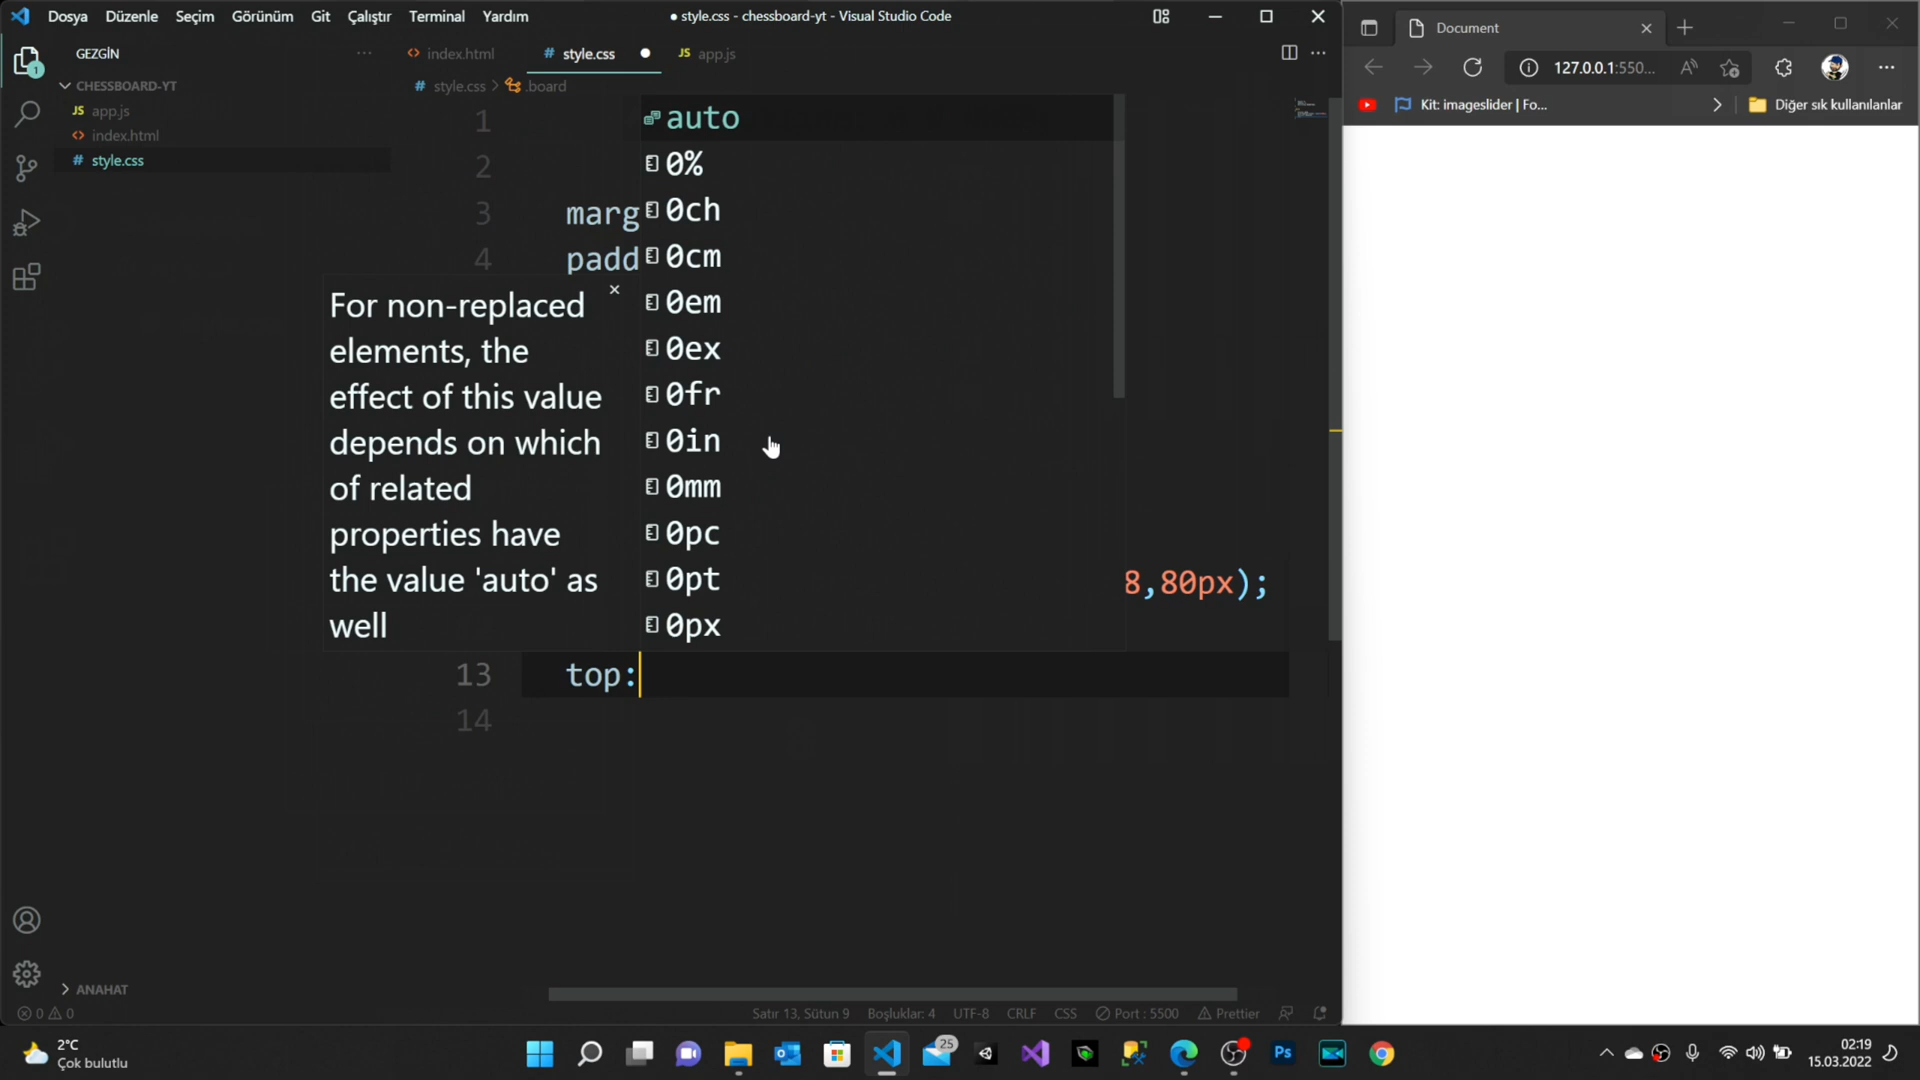 Dosya Düzenle Seçim Görünüm Git Çalıştır Terminal Yardım
● style.css - chessboard-yt - Visual Studio Code
GEZGİN
CHESSBOARD-YT
JS app.js
<> index.html
# style.css
1
<> index.html
# style.css
JS app.js
# style.css > .board
1
2
3 marg
4 padd
auto
0%
0ch
0cm
0em
0ex
0fr
0in
0mm
0pc
0pt
0px
For non-replaced
elements, the
effect of this value
depends on which
of related
properties have
the value 'auto' as
well
8,80px);
13 top:
14
ANAHAT
0 0
Satır 13, Sütun 9 Boşluklar: 4 UTF-8 CRLF CSS Port : 5500 Prettier
Document
127.0.0.1:550...
Kit: imageslider | Fo...
Diğer sık kullanılanlar
2°C
Çok bulutlu
25
Ps
02:19
15.03.2022